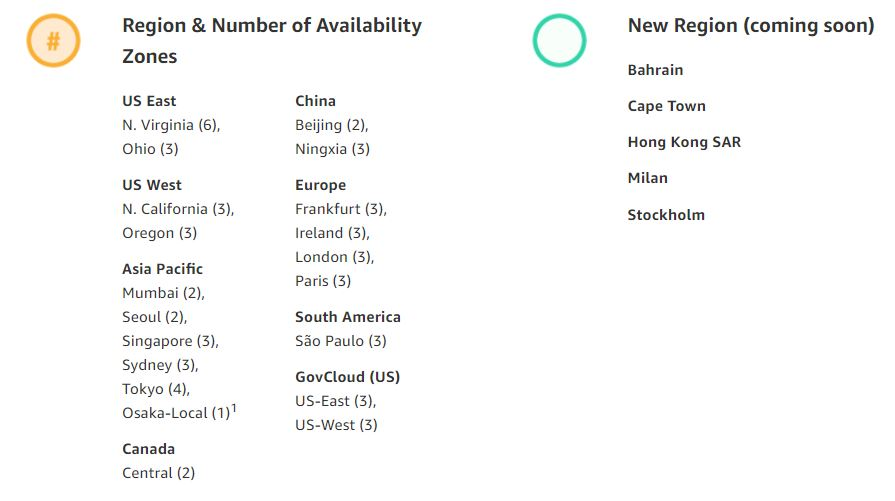 #
Region & Number of Availability
Zones
US East
N. Virginia (6),
Ohio (3)
US West
N. California (3),
Oregon (3)
Asia Pacific
Mumbai (2),
Seoul (2),
Singapore (3),
Sydney (3),
Tokyo (4),
Osaka-Local (1)¹
Canada
Central (2)
China
Beijing (2),
Ningxia (3)
Europe
Frankfurt (3),
Ireland (3),
London (3),
Paris (3)
South America
São Paulo (3)
GovCloud (US)
US-East (3),
US-West (3)
New Region (coming soon)
Bahrain
Cape Town
Hong Kong SAR
Milan
Stockholm